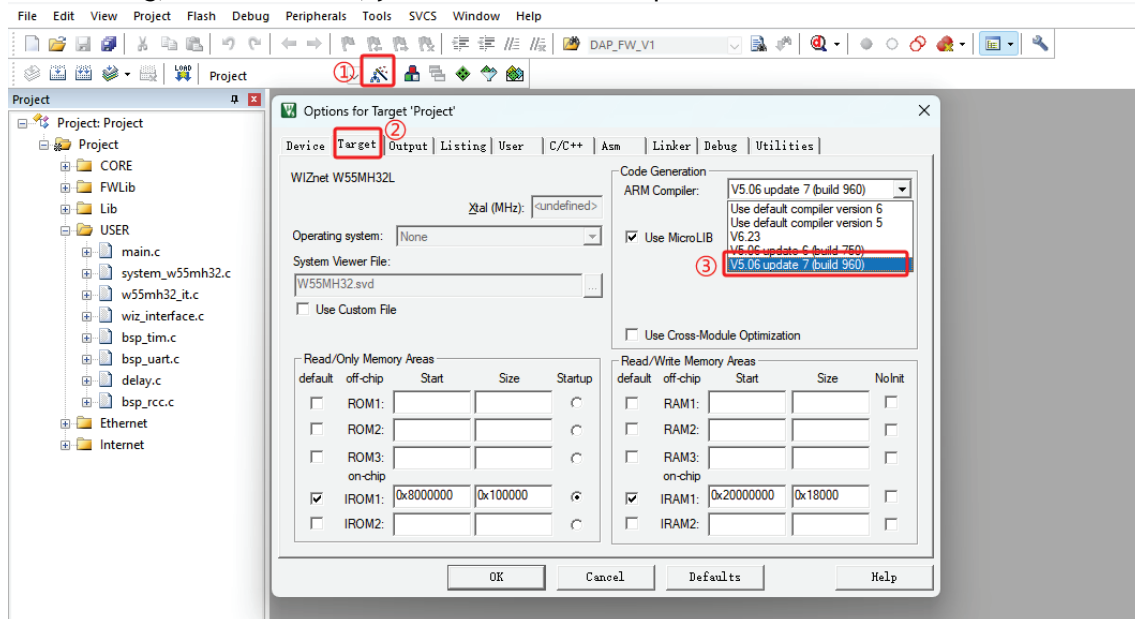 File Edit View Project Flash Debug Peripherals Tools SVCS Window Help
DAP_FW_V1
LOAD Project ①
Project
Project: Project
Project
CORE
FWLib
Lib
USER
main.c
system_w55mh32.c
w55mh32_it.c
wiz_interface.c
bsp_tim.c
bsp_uart.c
delay.c
bsp_rcc.c
Ethernet
Internet
Options for Target 'Project'
②
Device Target Output Listing User C/C++ Asm Linker Debug Utilities
WIZnet W55MH32L
Xtal (MHz): <undefined>
Operating system: None
System Viewer File:
W55MH32.svd ...
Use Custom File
Code Generation
ARM Compiler: V5.06 update 7 (build 960)
Use default compiler version 6
Use default compiler version 5
Use MicroLIB V6.23
V5.06 update 6 (build 750)
③ V5.06 update 7 (build 960)
Use Cross-Module Optimization
Read/Only Memory Areas
default off-chip Start Size Startup
ROM1:
ROM2:
ROM3:
on-chip
IROM1: 0x8000000 0x100000
IROM2:
Read/Write Memory Areas
default off-chip Start Size NoInit
RAM1:
RAM2:
RAM3:
on-chip
IRAM1: 0x20000000 0x18000
IRAM2:
OK Cancel Defaults Help